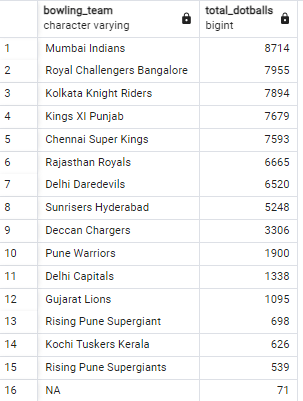 bowling_team total_dotballs
character varying bigint
1 Mumbai Indians 8714
2 Royal Challengers Bangalore 7955
3 Kolkata Knight Riders 7894
4 Kings XI Punjab 7679
5 Chennai Super Kings 7593
6 Rajasthan Royals 6665
7 Delhi Daredevils 6520
8 Sunrisers Hyderabad 5248
9 Deccan Chargers 3306
10 Pune Warriors 1900
11 Delhi Capitals 1338
12 Gujarat Lions 1095
13 Rising Pune Supergiant 698
14 Kochi Tuskers Kerala 626
15 Rising Pune Supergiants 539
16 NA 71